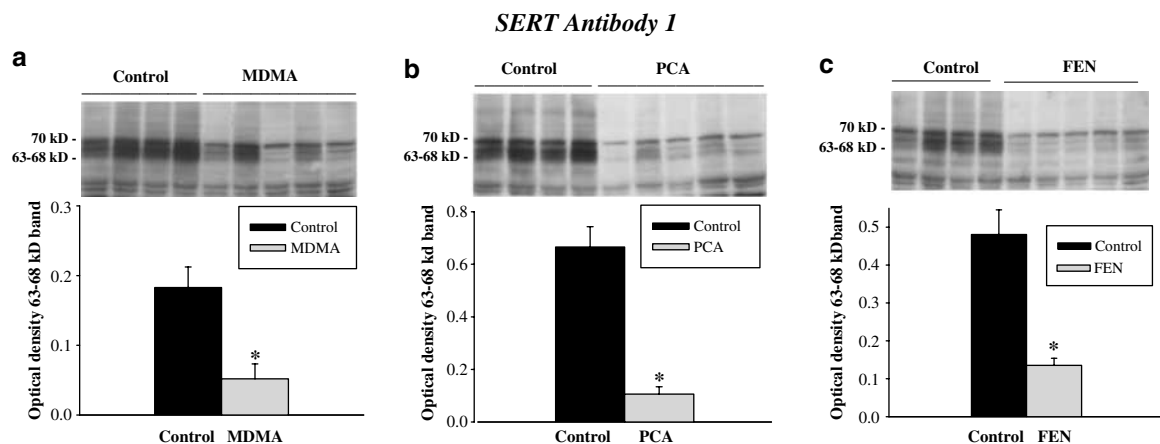 SERT Antibody 1
a
Control MDMA
70 kD -
63-68 kD -
0.3
0.2
0.1
0.0
Optical density 63-68 kD band
Control
MDMA
*
Control MDMA
b
Control PCA
70 kD -
63-68 kD -
0.8
0.6
0.4
0.2
0.0
Optical density 63-68 kd band
Control
PCA
*
Control PCA
c
Control FEN
70 kD -
63-68 kD -
0.5
0.4
0.3
0.2
0.1
0.0
Optical density 63-68 kDband
Control
FEN
*
Control FEN